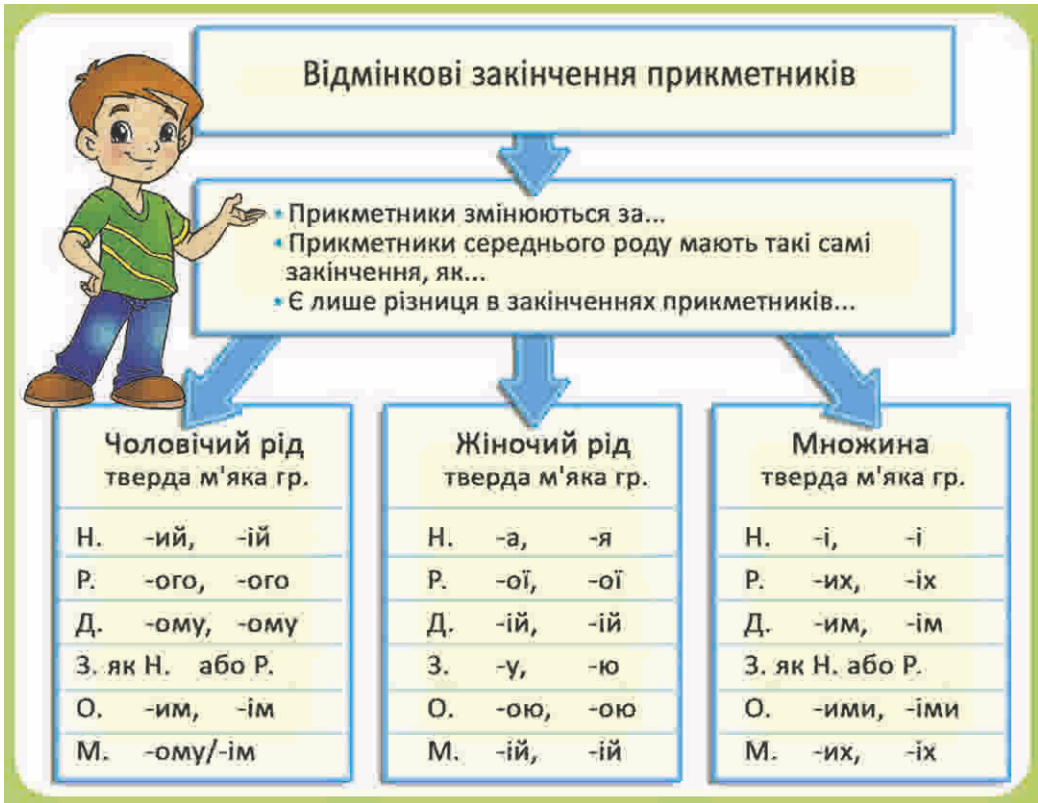 Відмінкові закінчення прикметників
• Прикметники змінюються за...
• Прикметники середнього роду мають такі самі
закінчення, як...
• Є лише різниця в закінченнях прикметників...
Чоловічий рід
тверда м'яка гр.
Н. -ий, -ій
Р. -ого, -ого
Д. -ому, -ому
З. як Н. або Р.
О. -им, -ім
М. -ому/-ім
Жіночий рід
тверда м'яка гр.
Н. -а, -я
Р. -ої, -ої
Д. -ій, -ій
З. -у, -ю
О. -ою, -ою
М. -ій, -ій
Множина
тверда м'яка гр.
Н. -і, -і
Р. -их, -іх
Д. -им, -ім
З. як Н. або Р.
О. -ими, -іми
М. -их, -іх